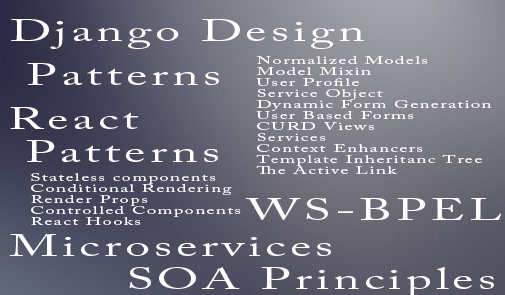 Django Design
Patterns
Normalized Models
Model Mixin
User Profile
Service Object
Dynamic Form Generation
User Based Forms
CURD Views
Services
Context Enhancers
Template Inheritanc Tree
The Active Link
React
Patterns
Stateless components
Conditional Rendering
Render Props
Controlled Components
React Hooks
WS-BPEL
Microservices
SOA Principles